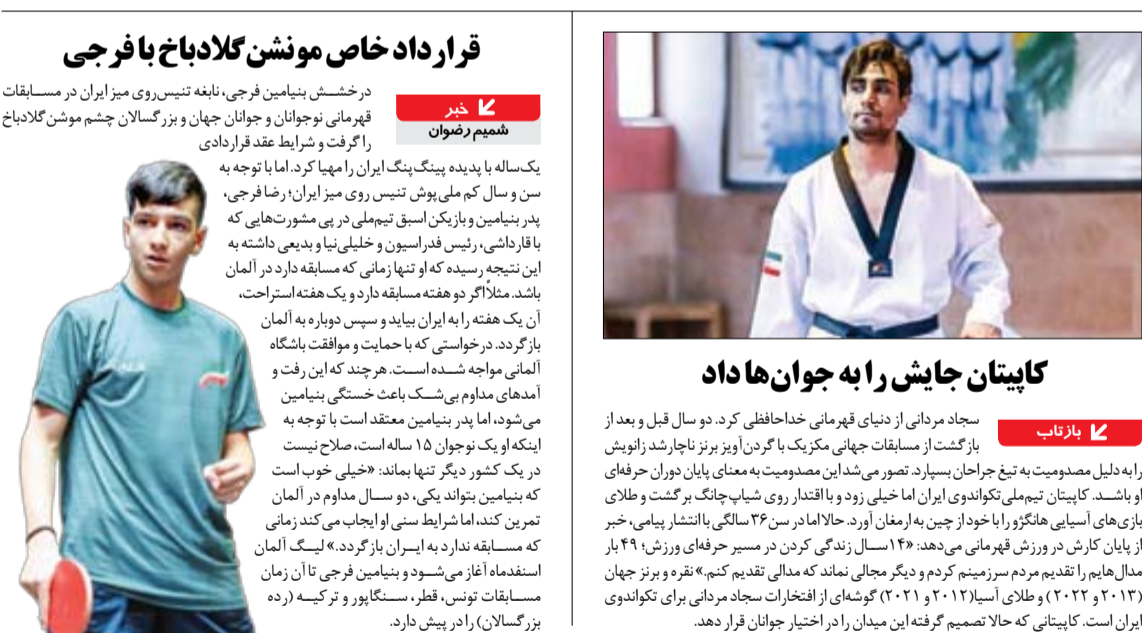 کاپیتان جایش را به جوان‌ها داد
بازتاب
سجاد مردانی از دنیای قهرمانی خداحافظی کرد. دو سال قبل و بعد از
بازگشت از مسابقات جهانی مکزیک با گردن‌آویز برنز ناچار شد زانویش
را به دلیل مصدومیت به تیغ جراحان بسپارد. تصور می‌شد این مصدومیت به معنای پایان دوران حرفه‌ای
او باشد. کاپیتان تیم‌ملی تکواندوی ایران اما خیلی زود و با اقتدار روی شیاپ‌چانگ برگشت و طلای
بازی‌های آسیایی هانگژو را با خود از چین به ارمغان آورد. حالا اما در سن ۳۶ سالگی با انتشار پیامی، خبر
از پایان کارش در ورزش قهرمانی می‌دهد: «۱۴ سال زندگی کردن در مسیر حرفه‌ای ورزش؛ ۴۹ بار
مدال‌هایم را تقدیم مردم سرزمینم کردم و دیگر مجالی نماند که مدالی تقدیم کنم.» نقره و برنز جهان
(۲۰۱۳ و ۲۰۲۲) و طلای آسیا (۲۰۱۲ و ۲۰۲۱) گوشه‌ای از افتخارات سجاد مردانی برای تکواندوی
ایران است. کاپیتانی که حالا تصمیم گرفته این میدان را در اختیار جوانان قرار دهد.
قرارداد خاص مونشن گلادباخ با فرجی
خبر
شمیم رضوان
درخشش بنیامین فرجی، نابغه تنیس‌روی میز ایران در مسابقات
قهرمانی نوجوانان و جوانان جهان و بزرگسالان چشم موشن گلادباخ
را گرفت و شرایط عقد قراردادی
یک‌ساله با پدیده پینگ‌پنگ ایران را مهیا کرد. اما با توجه به
سن و سال کم ملی‌پوش تنیس روی میز ایران؛ رضا فرجی،
پدر بنیامین و بازیکن اسبق تیم‌ملی در پی مشورت‌هایی که
با قارداشی، رئیس فدراسیون و خلیلی‌نیا و بدیعی داشته به
این نتیجه رسیده که او تنها زمانی که مسابقه دارد در آلمان
باشد. مثلاً اگر دو هفته مسابقه دارد و یک هفته استراحت،
آن یک هفته را به ایران بیاید و سپس دوباره به آلمان
بازگردد. درخواستی که با حمایت و موافقت باشگاه
آلمانی مواجه شده است. هرچند که این رفت و
آمدهای مداوم بی‌شک باعث خستگی بنیامین
می‌شود، اما پدر بنیامین معتقد است با توجه به
اینکه او یک نوجوان ۱۵ ساله است، صلاح نیست
در یک کشور دیگر تنها بماند: «خیلی خوب است
که بنیامین بتواند یکی، دو سال مداوم در آلمان
تمرین کند، اما شرایط سنی او ایجاب می‌کند زمانی
که مسابقه ندارد به ایران بازگردد.» لیگ آلمان
اسفندماه آغاز می‌شود و بنیامین فرجی تا آن زمان
مسابقات تونس، قطر، سنگاپور و ترکیه (رده
بزرگسالان) را در پیش دارد.